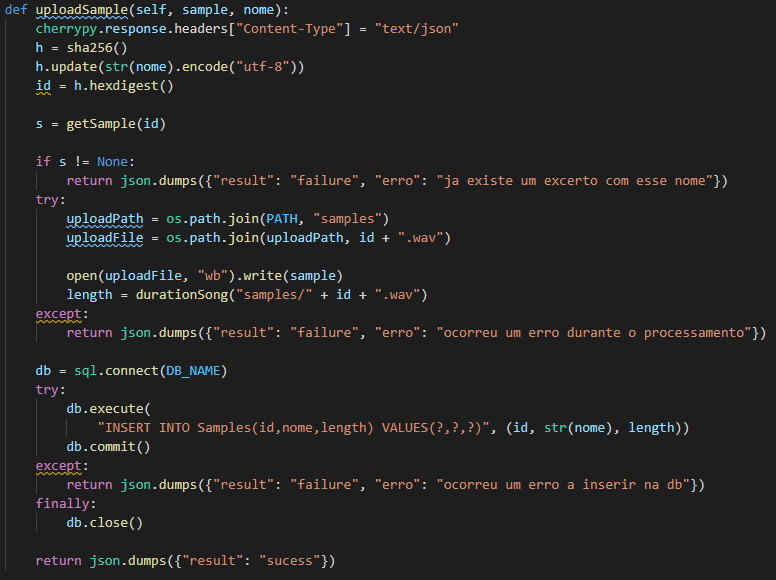 def uploadSample(self, sample, nome):
    cherrypy.response.headers["Content-Type"] = "text/json"
    h = sha256()
    h.update(str(nome).encode("utf-8"))
    id = h.hexdigest()

    s = getSample(id)

    if s != None:
        return json.dumps({"result": "failure", "erro": "ja existe um excerto com esse nome"})
    try:
        uploadPath = os.path.join(PATH, "samples")
        uploadFile = os.path.join(uploadPath, id + ".wav")

        open(uploadFile, "wb").write(sample)
        length = durationSong("samples/" + id + ".wav")
    except:
        return json.dumps({"result": "failure", "erro": "ocorreu um erro durante o processamento"})

    db = sql.connect(DB_NAME)
    try:
        db.execute(
            "INSERT INTO Samples(id,nome,length) VALUES(?,?,?)", (id, str(nome), length))
        db.commit()
    except:
        return json.dumps({"result": "failure", "erro": "ocorreu um erro a inserir na db"})
    finally:
        db.close()

    return json.dumps({"result": "sucess"})